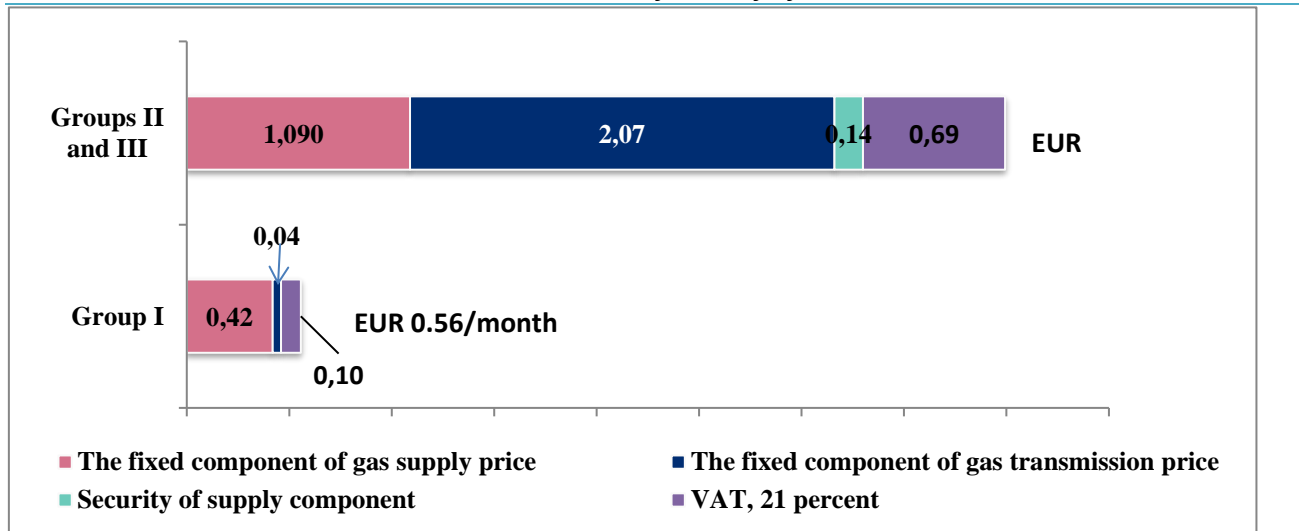 Groups II
and III
1,090
2,07
0,14
0,69
EUR
0,04
Group I
0,42
EUR 0.56/month
0,10
The fixed component of gas supply price
The fixed component of gas transmission price
Security of supply component
VAT, 21 percent